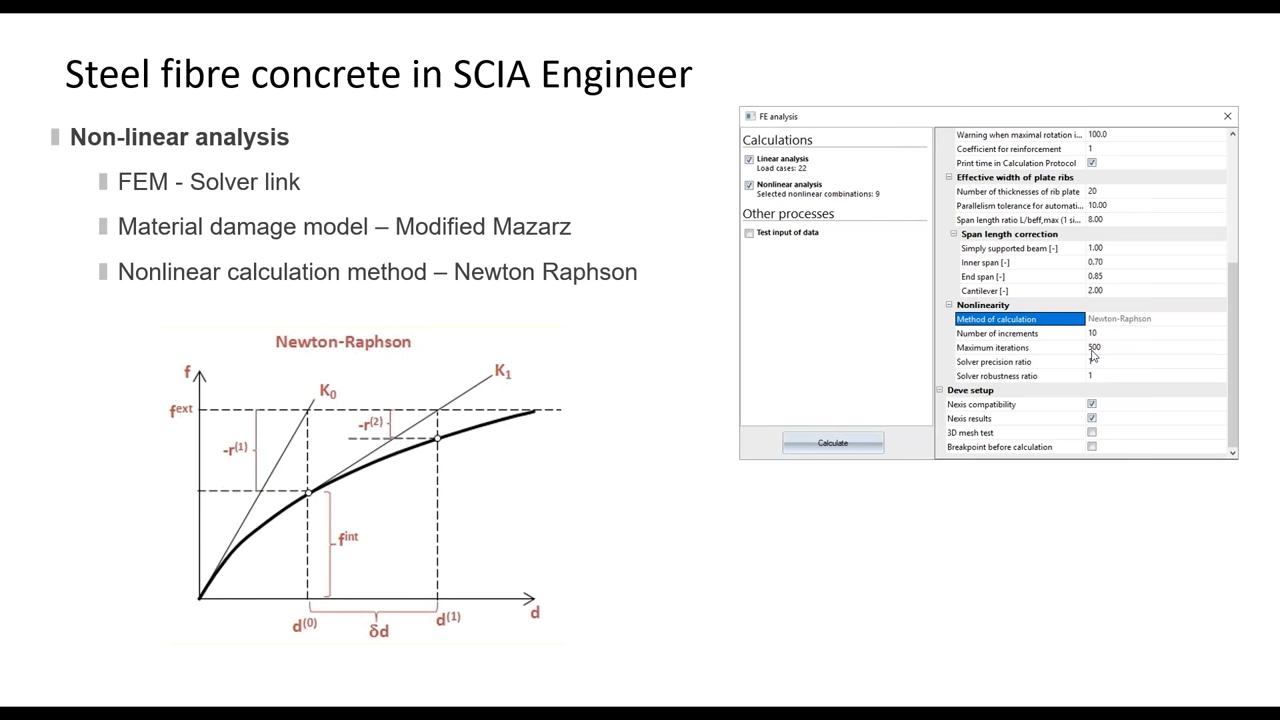 Steel fibre concrete in SCIA Engineer
Non-linear analysis
FEM - Solver link
Material damage model – Modified Mazarz
Nonlinear calculation method – Newton Raphson
Newton-Raphson
f
K0
K1
fext
-r(1)
-r(2)
fint
d(0)
δd
d(1)
d
FE analysis
Calculations
Linear analysis
Load cases: 22
Nonlinear analysis
Selected nonlinear combinations: 9
Other processes
Test input of data
Calculate
Warning when maximal rotation i... 100.0
Coefficient for reinforcement 1
Print time in Calculation Protocol
Effective width of plate ribs
Number of thicknesses of rib plate 20
Parallelism tolerance for automati... 10.00
Span length ratio L/beff,max (1 si... 8.00
Span length correction
Simply supported beam [-] 1.00
Inner span [-] 0.70
End span [-] 0.85
Cantilever [-] 2.00
Nonlinearity
Method of calculation Newton-Raphson
Number of increments 10
Maximum iterations 500
Solver precision ratio
Solver robustness ratio 1
Deve setup
Nexis compatibility
Nexis results
3D mesh test
Breakpoint before calculation